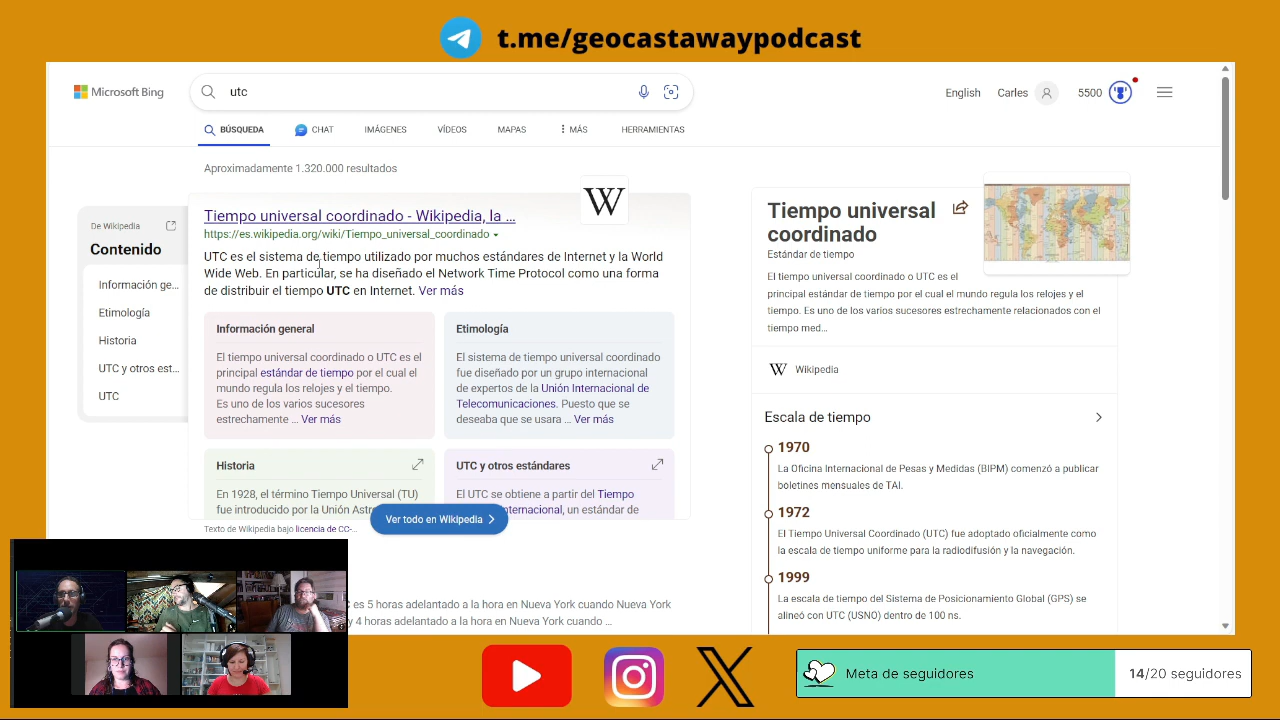 t.me/geocastawaypodcast
Microsoft Bing
utc
English
Carles
5500
BÚSQUEDA
CHAT
IMÁGENES
VÍDEOS
MAPAS
MÁS
HERRAMIENTAS
Aproximadamente 1.320.000 resultados
De Wikipedia
Contenido
Información ge...
Etimología
Historia
UTC y otros est...
UTC
W
Tiempo universal coordinado - Wikipedia, la ...
https://es.wikipedia.org/wiki/Tiempo_universal_coordinado
UTC es el sistema de tiempo utilizado por muchos estándares de Internet y la World
Wide Web. En particular, se ha diseñado el Network Time Protocol como una forma
de distribuir el tiempo UTC en Internet. Ver más
Información general
El tiempo universal coordinado o UTC es el
principal estándar de tiempo por el cual el
mundo regula los relojes y el tiempo.
Es uno de los varios sucesores
estrechamente ... Ver más
Etimología
El sistema de tiempo universal coordinado
fue diseñado por un grupo internacional
de expertos de la Unión Internacional de
Telecomunicaciones. Puesto que se
deseaba que se usara ... Ver más
Historia
En 1928, el término Tiempo Universal (TU)
fue introducido por la Unión Astr
UTC y otros estándares
El UTC se obtiene a partir del Tiempo
nternacional, un estándar de
Ver todo en Wikipedia
Texto de Wikipedia bajo licencia de CC-...
es 5 horas adelantado a la hora en Nueva York cuando Nueva York
y 4 horas adelantado a la hora en Nueva York cuando ...
Tiempo universal
coordinado
Estándar de tiempo
El tiempo universal coordinado o UTC es el
principal estándar de tiempo por el cual el mundo regula los relojes y el
tiempo. Es uno de los varios sucesores estrechamente relacionados con el
tiempo med...
W Wikipedia
Escala de tiempo
1970
La Oficina Internacional de Pesas y Medidas (BIPM) comenzó a publicar
boletines mensuales de TAI.
1972
El Tiempo Universal Coordinado (UTC) fue adoptado oficialmente como
la escala de tiempo uniforme para la radiodifusión y la navegación.
1999
La escala de tiempo del Sistema de Posicionamiento Global (GPS) se
alineó con UTC (USNO) dentro de 100 ns.
Meta de seguidores
14/20 seguidores